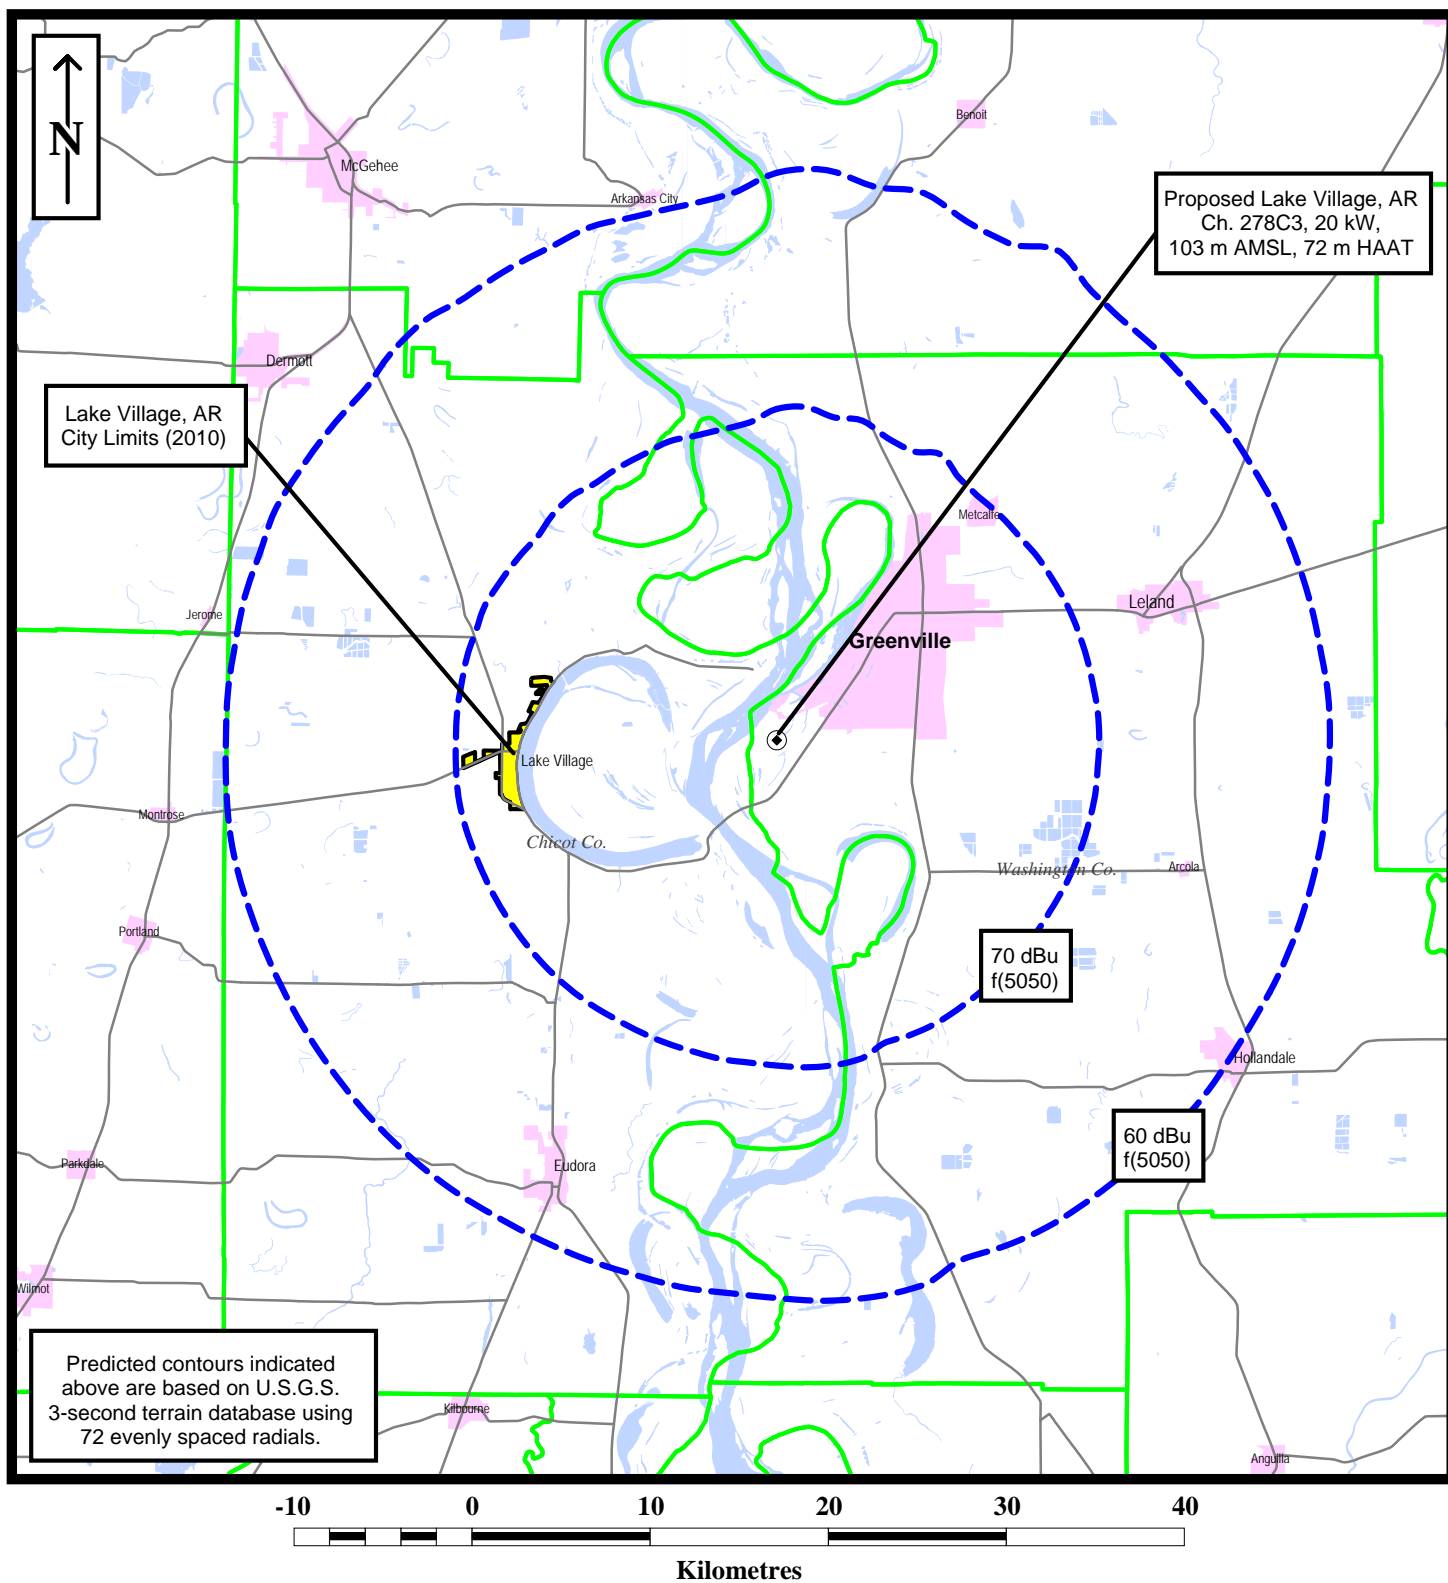 N
McGehee
Arkansas City
Benoit
Proposed Lake Village, AR
Ch. 278C3, 20 kW,
103 m AMSL, 72 m HAAT
Dermott
Lake Village, AR
City Limits (2010)
Metcalfe
Jerome
Leland
Greenville
Lake Village
Montrose
Chicot Co.
Washington Co.
Arcola
Portland
70 dBu
f(5050)
Hollandale
60 dBu
f(5050)
Parkdale
Eudora
Wilmot
Predicted contours indicated
above are based on U.S.G.S.
3-second terrain database using
72 evenly spaced radials.
Kilbourne
Anguilla
-10 0 10 20 30 40
Kilometres